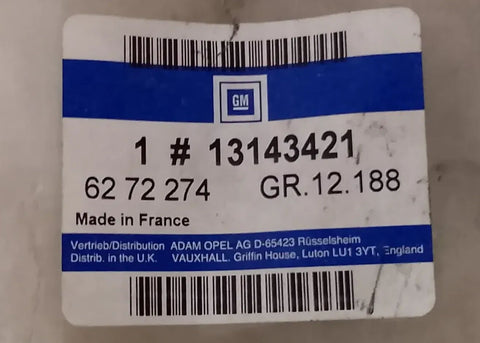 GM
1 # 13143421
62 72 274 GR.12.188
Made in France
Vertrieb/Distribution ADAM OPEL AG D-65423 Rüsselsheim
Distrib. in the U.K. VAUXHALL. Griffin House, Luton LU1 3YT, England